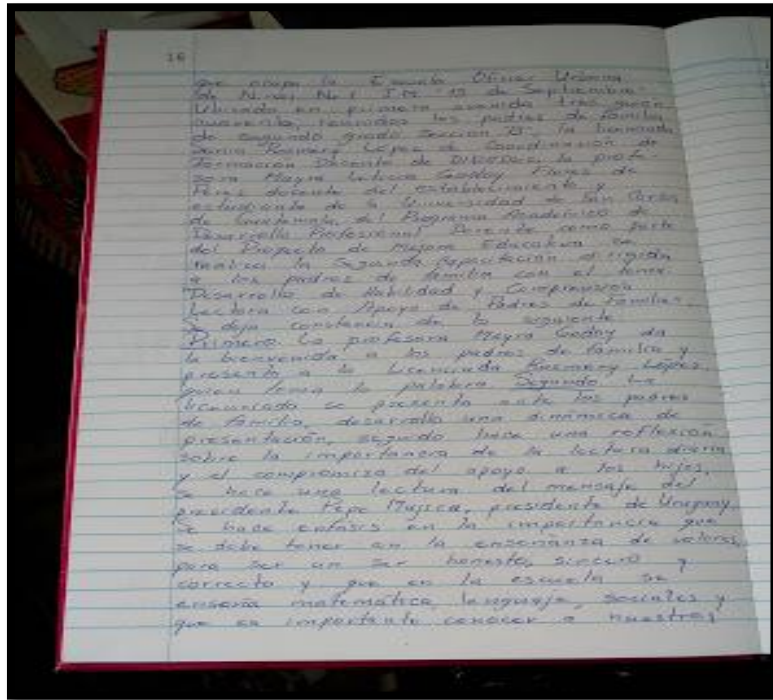 16
que ocupa la Escuela Oficial Urbana
de Niñas No. 1 J.M. "15 de Septiembre"
Ubicada en primera avenida tres guión
cuarenta, reunidos los padres de familia
de segundo grado Sección "B", la licenciada
Rosmery López de Coordinación de
Formación Docente de la profe-
sora Mayra Leticia Godoy Flores de
Pérez docente del establecimiento y
estudiante de la Universidad de San Carlos
de Guatemala, del Programa Académico de
Desarrollo Profesional Docente como parte
del Proyecto de Mejora Educativa se
realiza la Segunda Capacitación dirigida
a los padres de familia con el tema:
Desarrollo de Habilidad y Comprensión
Lectora con Apoyo de Padres de Familia.
Se deja constancia de lo siguiente
Primero: La profesora Mayra Godoy da
la bienvenida a los padres de familia y
presenta a la Licenciada Rosmery López,
quien toma la palabra Segundo La
licenciada se presenta ante los padres
de familia, desarrolla una dinámica de
presentación, seguido hace una reflexión
sobre la importancia de la lectura diaria
y el compromiso del apoyo a los hijos,
se hace una lectura del mensaje del
presidente Pepe Mujica, presidente de Uruguay
Se hace enfásis en la importancia que
se debe tener en la enseñanza de valores,
para ser un ser honesto, sincero y
correcto y que en la escuela se
enseña matemática, lenguaje, sociales y
que es importante conocer a nuestros